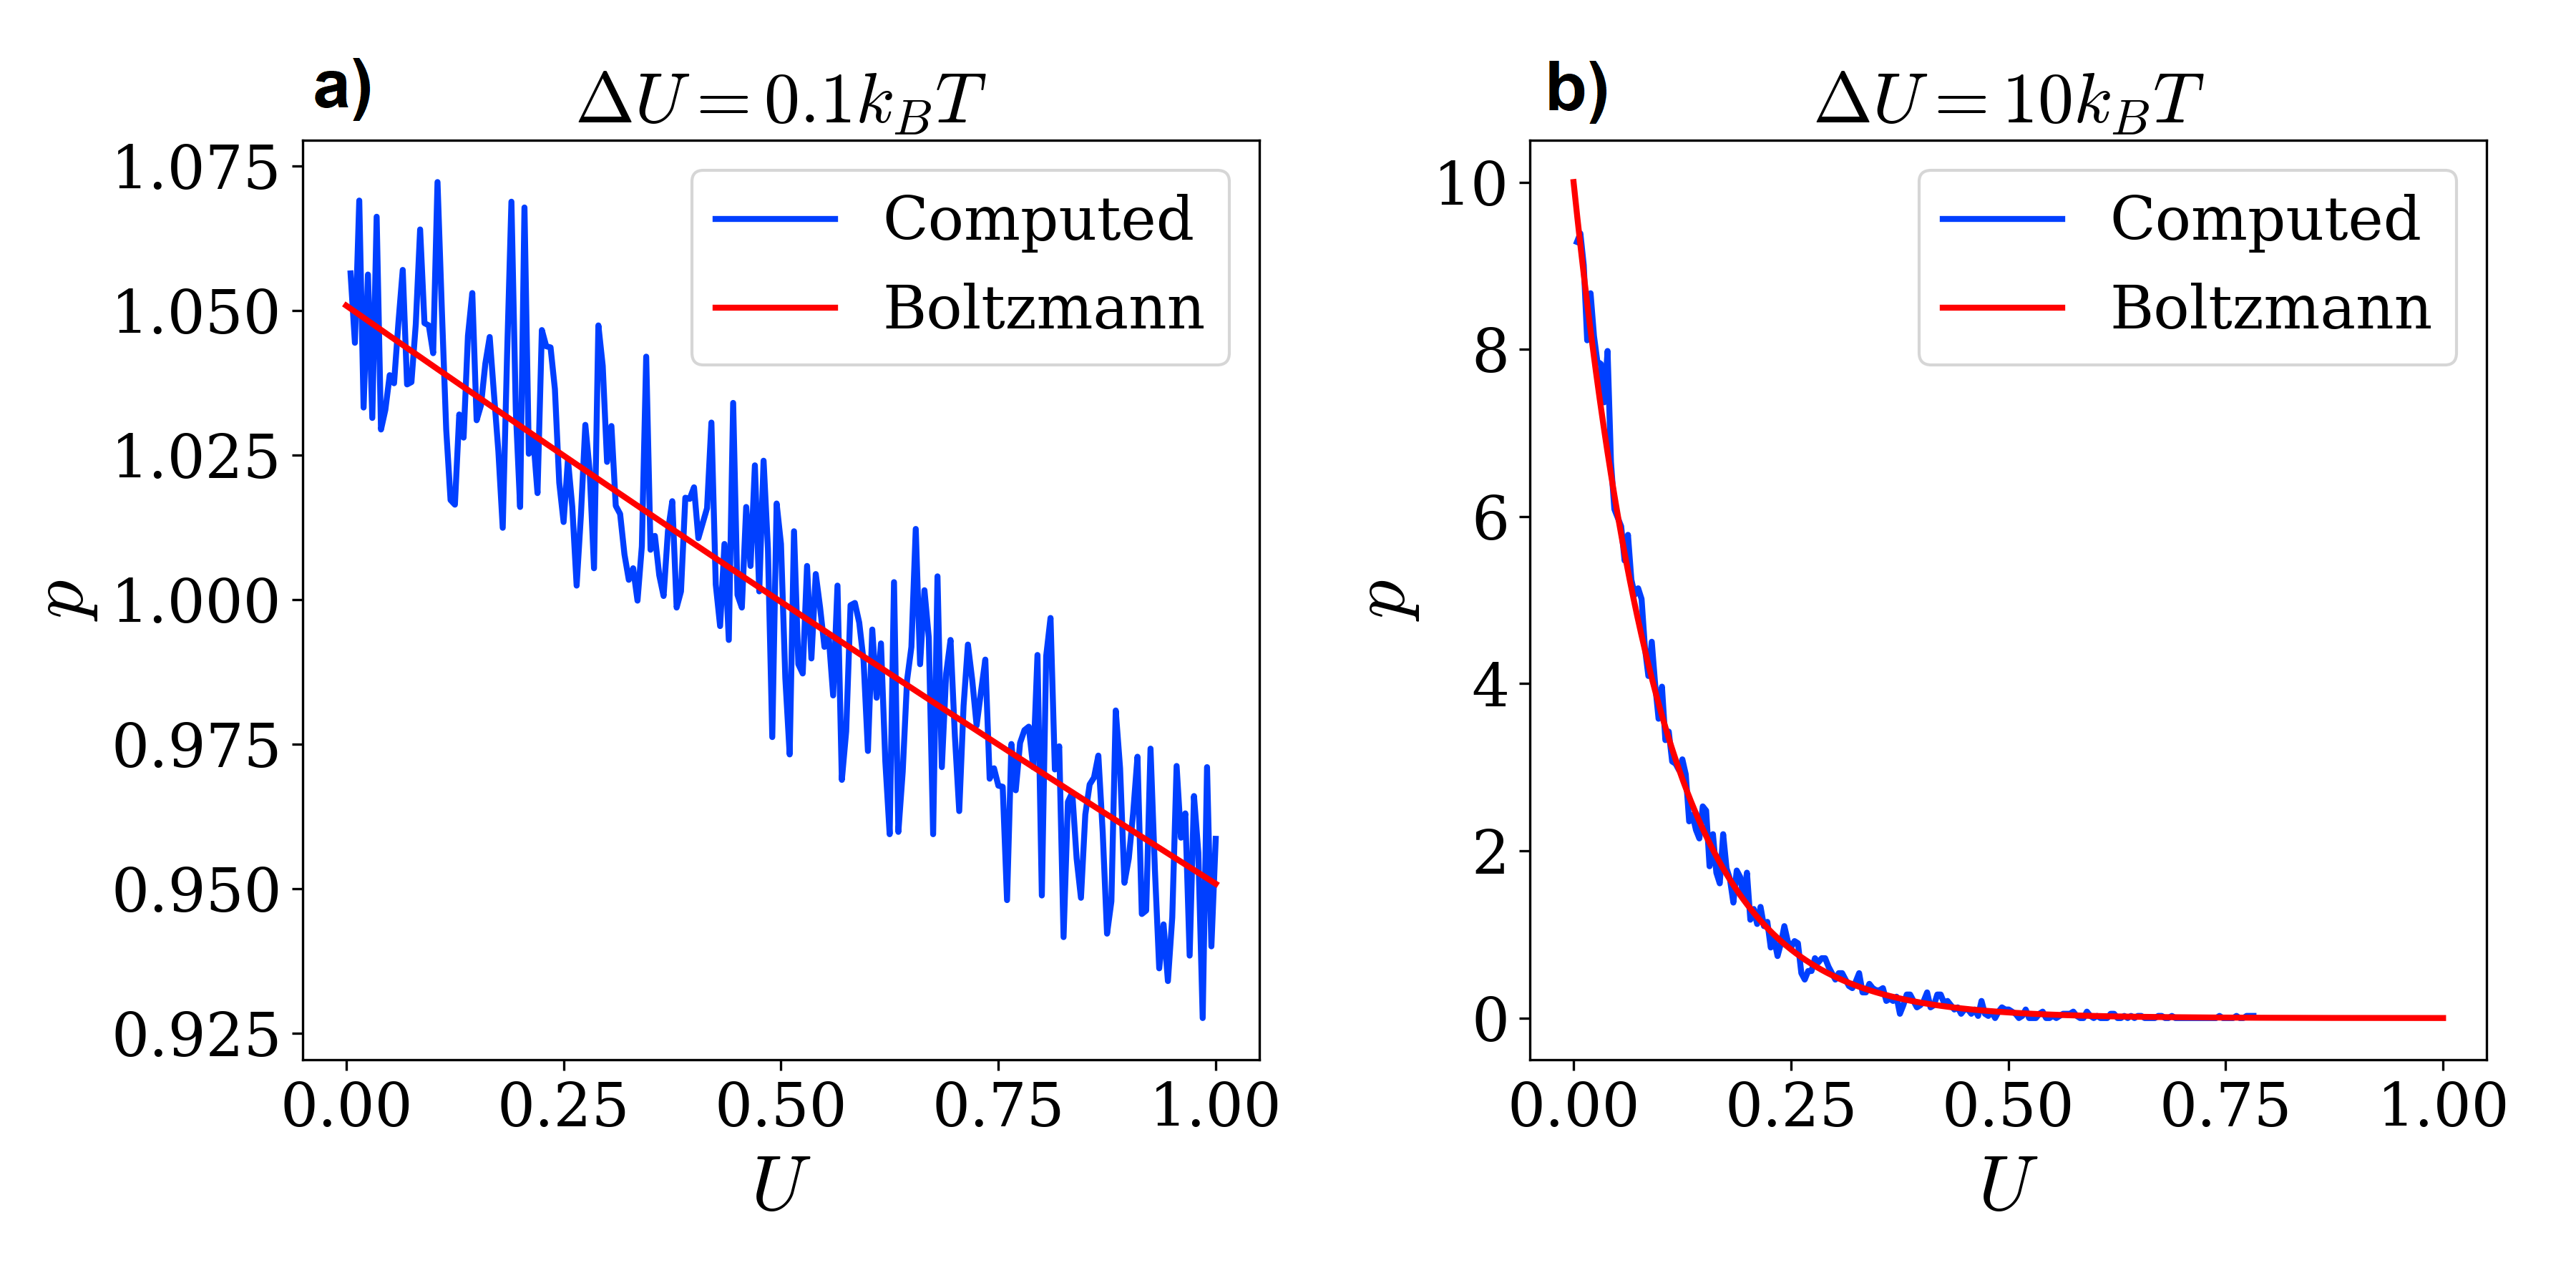 a)
ΔU = 0.1k_BT
1.075
1.050
1.025
1.000
0.975
0.950
0.925
p
0.00 0.25 0.50 0.75 1.00
U
Computed
Boltzmann
b)
ΔU = 10k_BT
10
8
6
4
2
0
p
0.00 0.25 0.50 0.75 1.00
U
Computed
Boltzmann